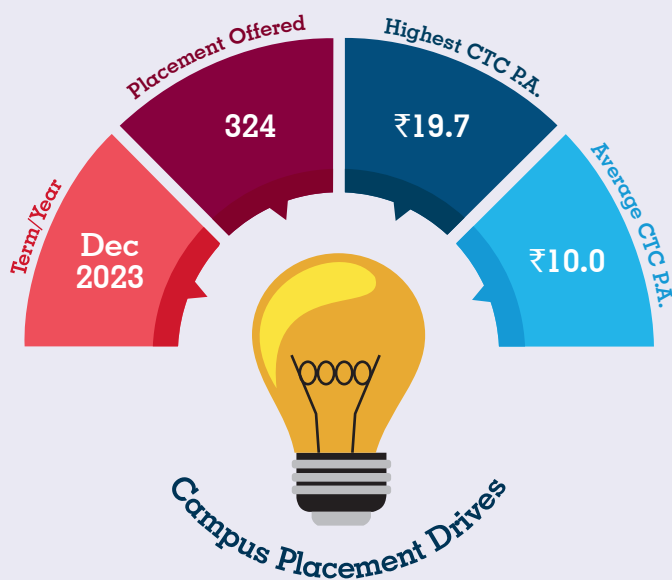 Term/Year
Dec
2023
Placement Offered
324
Highest CTC P.A.
₹19.7
Average CTC P.A.
₹10.0
Campus Placement Drives